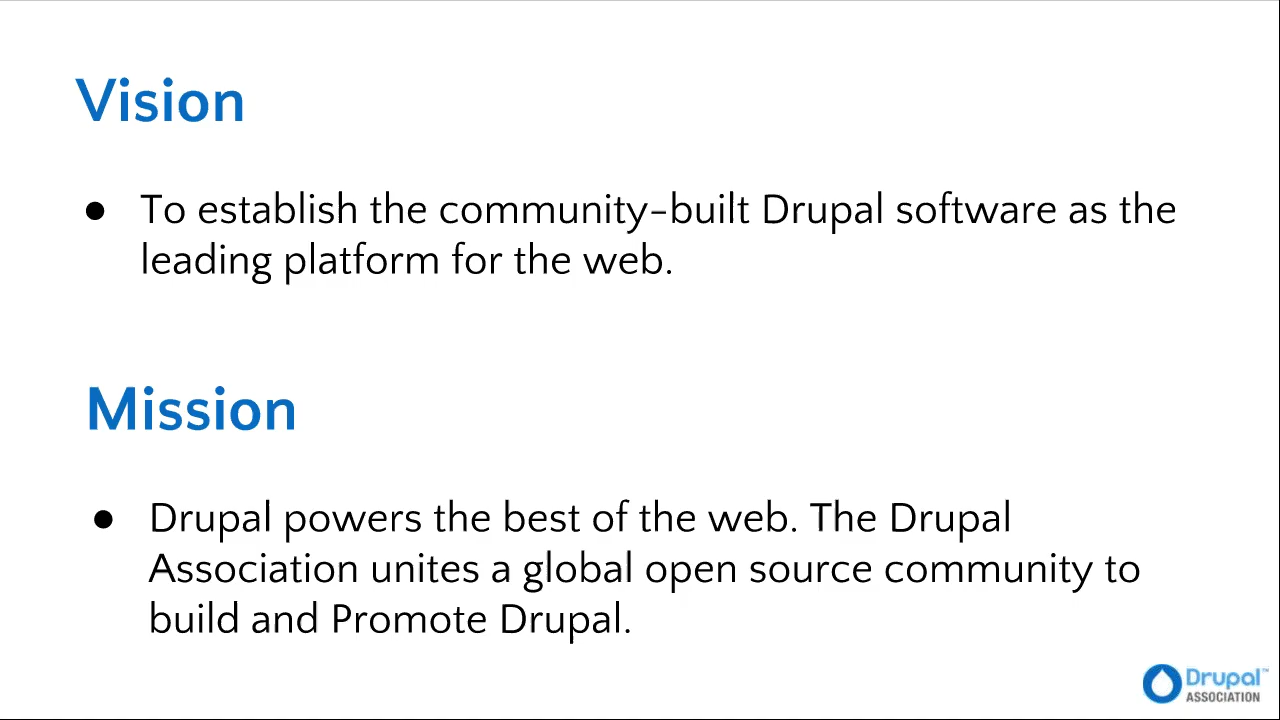 Vision
● To establish the community-built Drupal software as the
leading platform for the web.
Mission
● Drupal powers the best of the web. The Drupal
Association unites a global open source community to
build and Promote Drupal.
Drupal™
ASSOCIATION